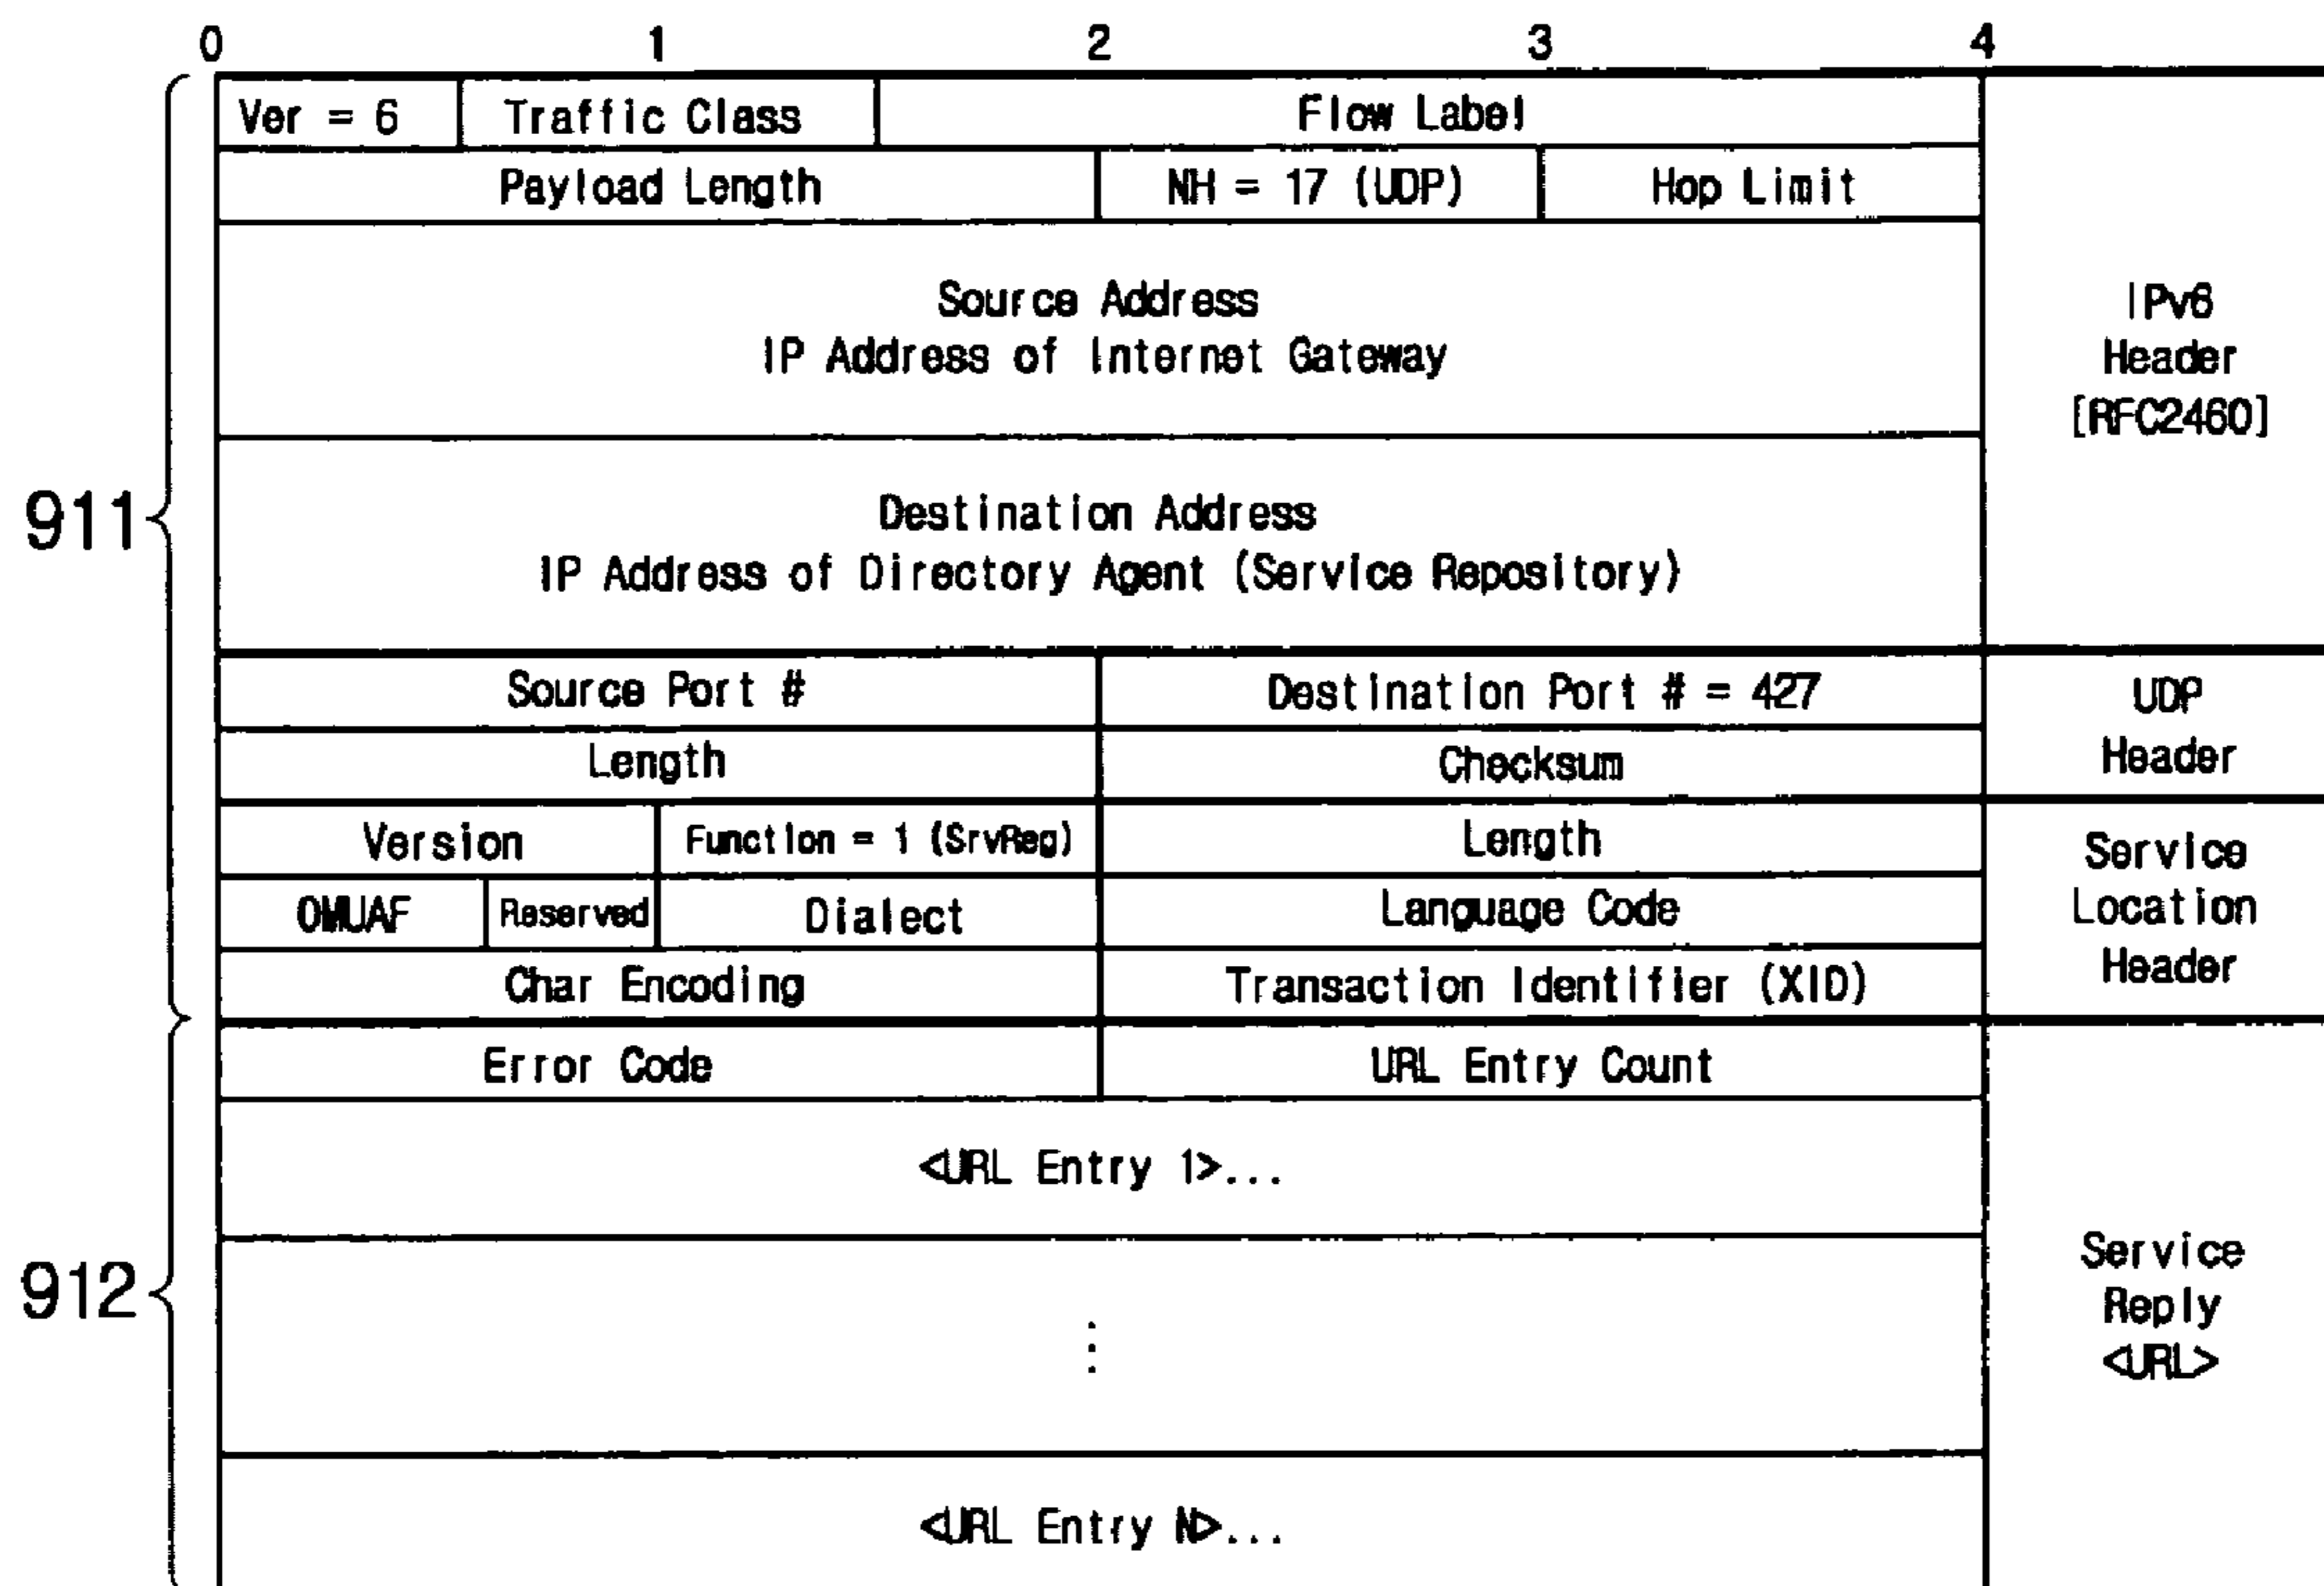 0 1 2 3 4
Ver = 6 Traffic Class Flow Label
Payload Length NH = 17 (UDP) Hop Limit
Source Address
IP Address of Internet Gateway
IPv6
Header
[RFC2460]
911
Destination Address
IP Address of Directory Agent (Service Repository)
Source Port # Destination Port # = 427
Length Checksum
UDP
Header
Version Function = 1 (SrvReg) Length
OMUAF Reserved Dialect Language Code
Char Encoding Transaction Identifier (XID)
Service
Location
Header
Error Code URL Entry Count
<URL Entry 1>...
912
⋮
Service
Reply
<URL>
<URL Entry N>...